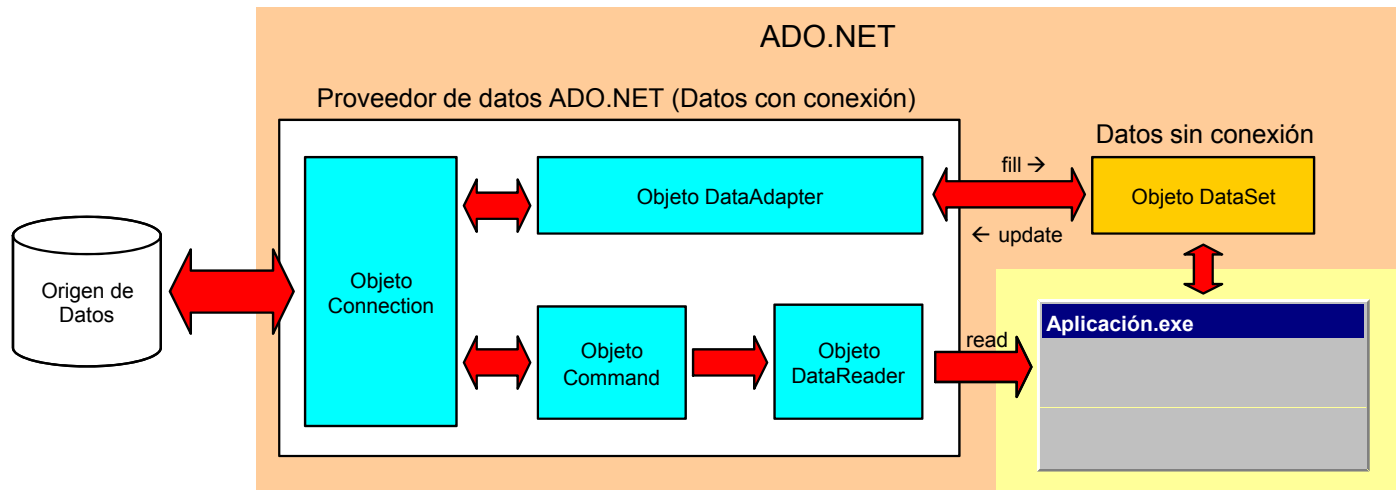 ADO.NET
Proveedor de datos ADO.NET (Datos con conexión)
Datos sin conexión
fill →
Objeto DataAdapter
Objeto DataSet
← update
Origen de
Datos
Objeto
Connection
Aplicación.exe
read
Objeto
Command
Objeto
DataReader